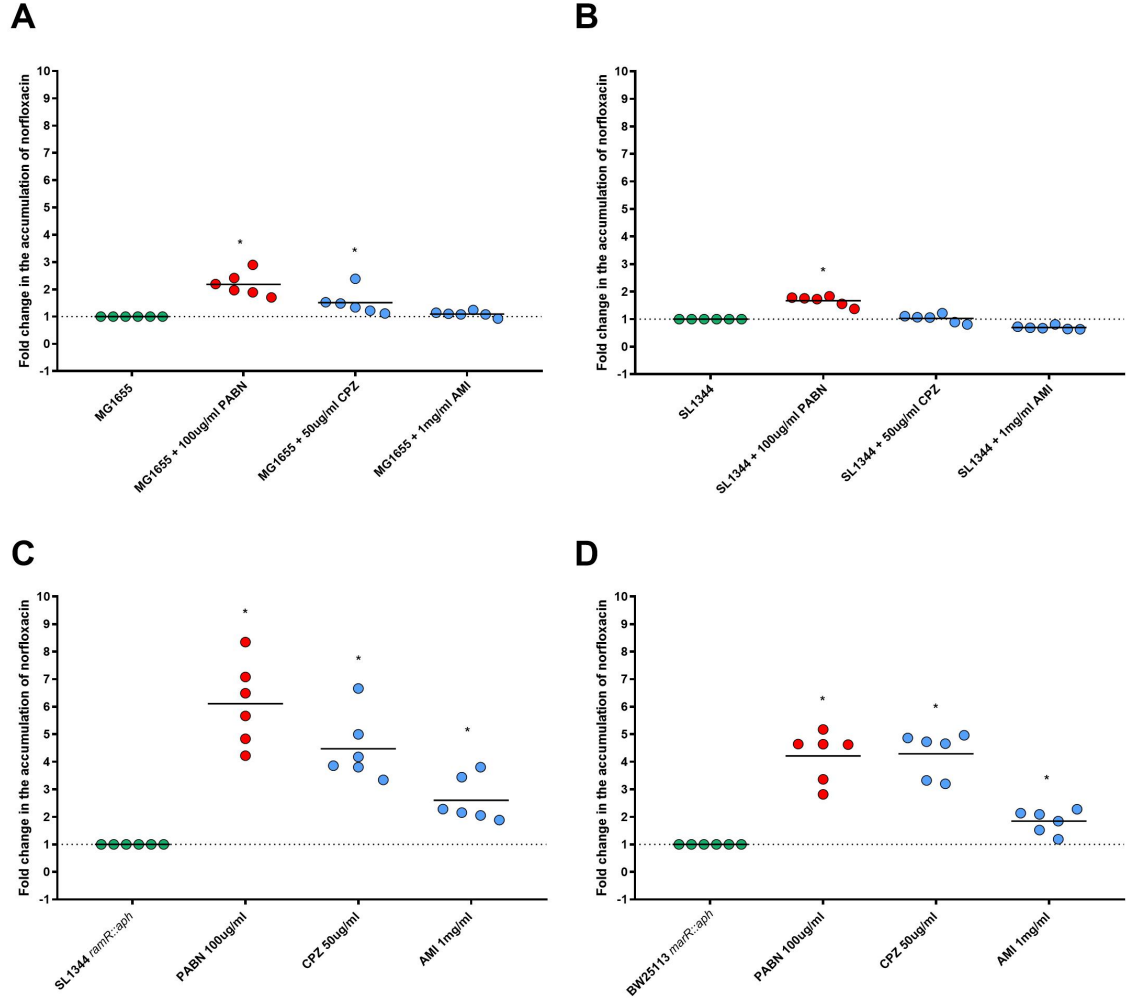 A
Fold change in the accumulation of norfloxacin
10
9
8
7
6
5
4
3
2
1
0
-1
*
*
MG1655
MG1655 + 100ug/ml PABN
MG1655 + 50ug/ml CPZ
MG1655 + 1mg/ml AMI
B
Fold change in the accumulation of norfloxacin
10
9
8
7
6
5
4
3
2
1
0
-1
*
SL1344
SL1344 + 100ug/ml PABN
SL1344 + 50ug/ml CPZ
SL1344 + 1mg/ml AMI
C
Fold change in the accumulation of norfloxacin
10
9
8
7
6
5
4
3
2
1
0
-1
*
*
*
SL1344 ramR::aph
PABN 100ug/ml
CPZ 50ug/ml
AMI 1mg/ml
D
Fold change in the accumulation of norfloxacin
10
9
8
7
6
5
4
3
2
1
0
-1
*
*
*
BW25113 marR::aph
PABN 100ug/ml
CPZ 50ug/ml
AMI 1mg/ml